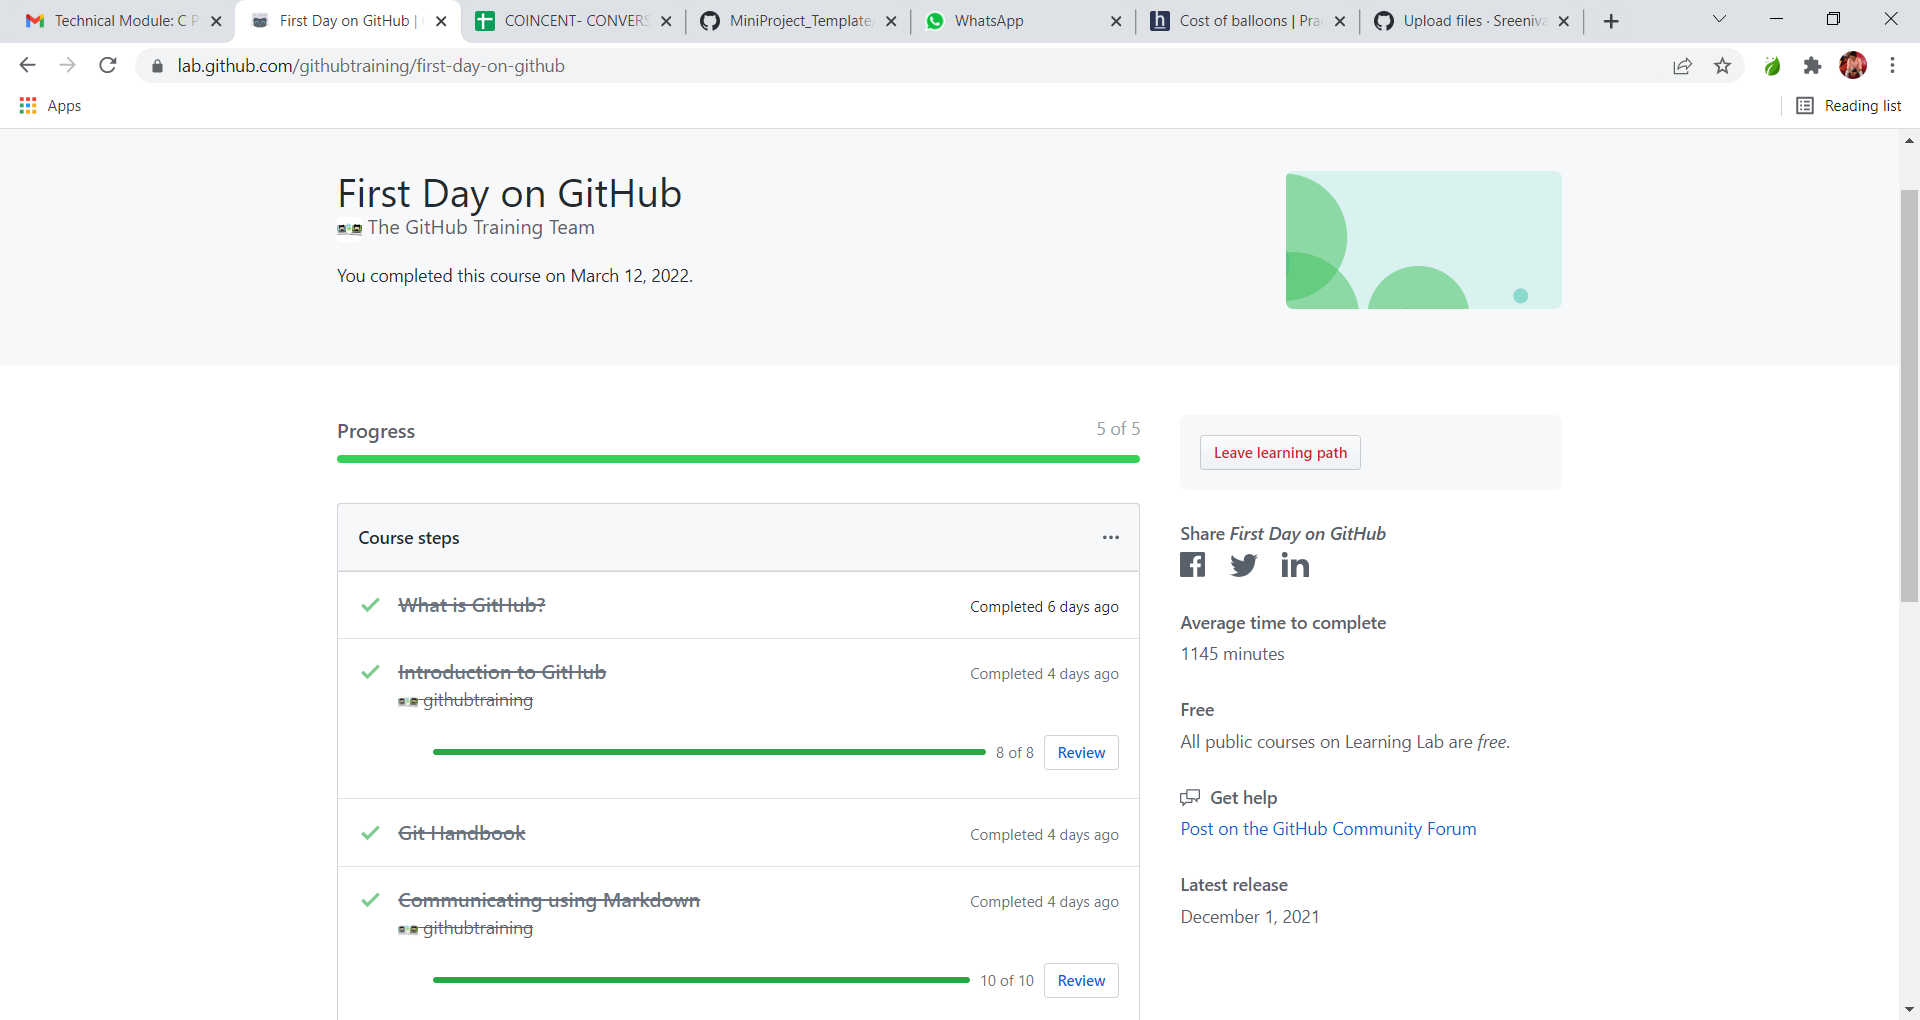 Technical Module: C P
First Day on GitHub |
COINCENT- CONVERS
MiniProject_Template
WhatsApp
Cost of balloons | Pra
Upload files · Sreeniva
lab.github.com/githubtraining/first-day-on-github
Apps
Reading list
First Day on GitHub
The GitHub Training Team
You completed this course on March 12, 2022.
Progress
5 of 5
Leave learning path
Course steps
Share First Day on GitHub
What is GitHub?
Completed 6 days ago
Average time to complete
1145 minutes
Introduction to GitHub
Completed 4 days ago
githubtraining
8 of 8
Review
Free
All public courses on Learning Lab are free.
Get help
Post on the GitHub Community Forum
Git Handbook
Completed 4 days ago
Latest release
December 1, 2021
Communicating using Markdown
Completed 4 days ago
githubtraining
10 of 10
Review